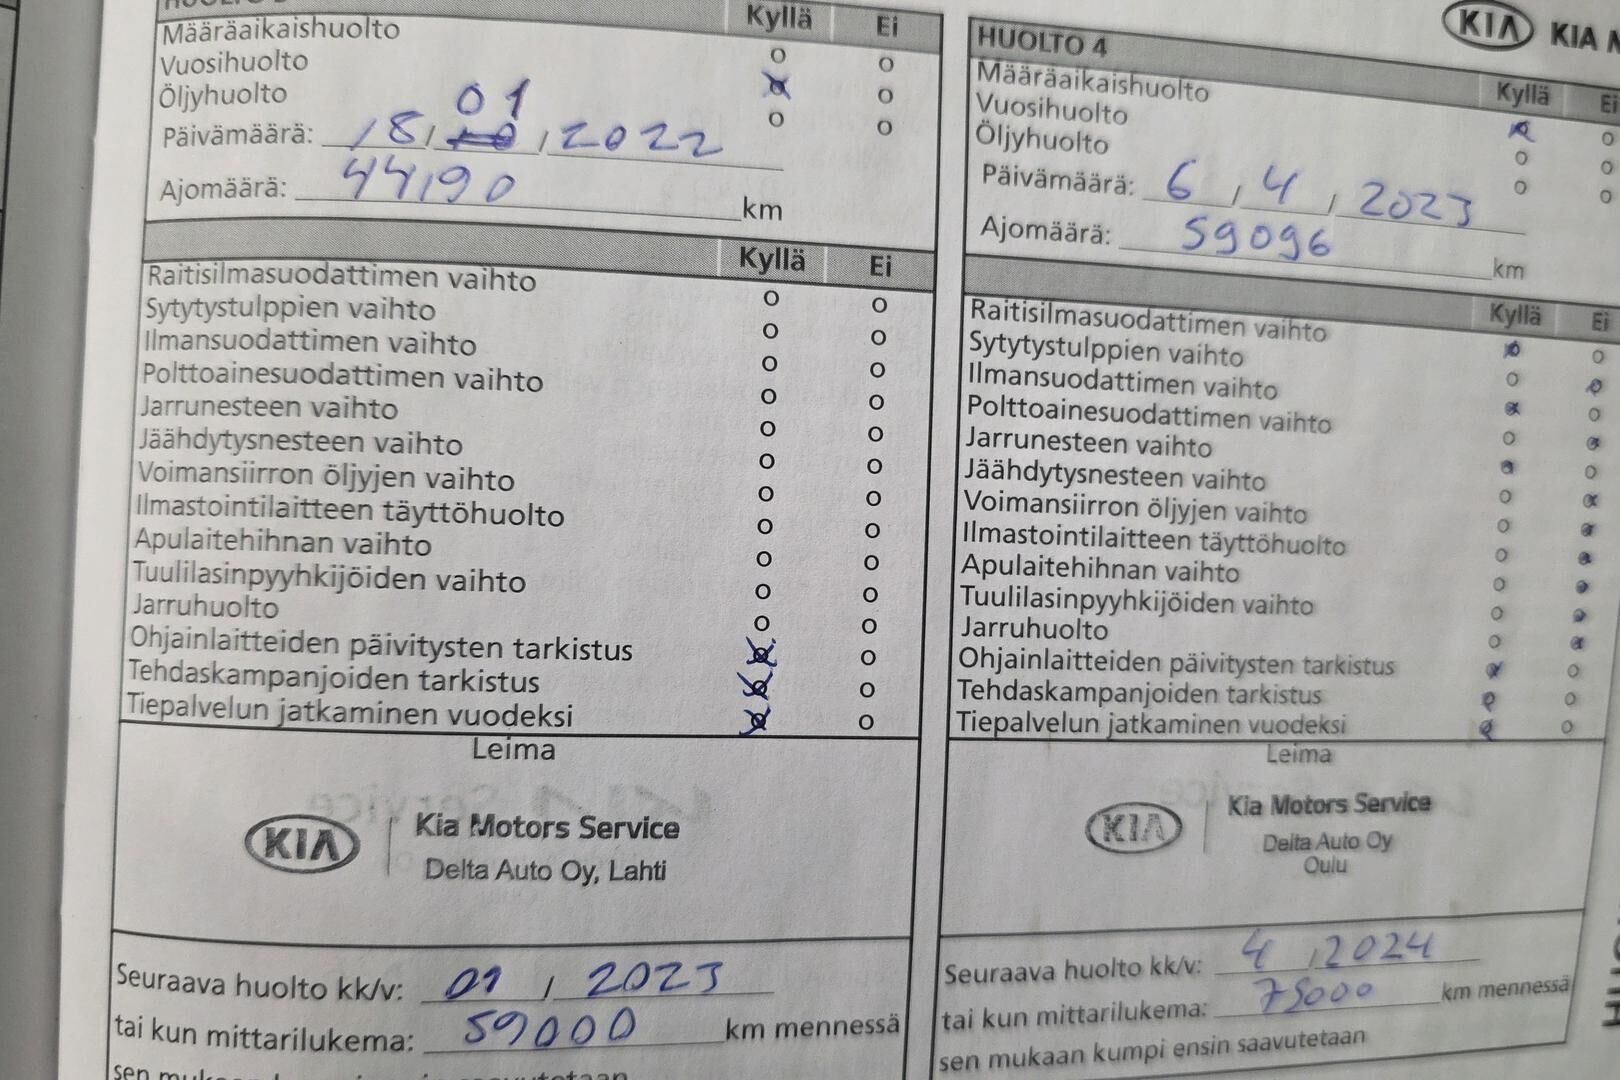 Kyllä Ei
Määräaikaishuolto o o
Vuosihuolto x o
Öljyhuolto o o
01
Päivämäärä: 18 / / 2022
Ajomäärä: 44190 km
Kyllä Ei
Raitisilmasuodattimen vaihto o o
Sytytystulppien vaihto o o
Ilmansuodattimen vaihto o o
Polttoainesuodattimen vaihto o o
Jarrunesteen vaihto o o
Jäähdytysnesteen vaihto o o
Voimansiirron öljyjen vaihto o o
Ilmastointilaitteen täyttöhuolto o o
Apulaitehihnan vaihto o o
Tuulilasinpyyhkijöiden vaihto o o
Jarruhuolto o o
Ohjainlaitteiden päivitysten tarkistus x o
Tehdaskampanjoiden tarkistus x o
Tiepalvelun jatkaminen vuodeksi x o
Leima
KIA Kia Motors Service
Delta Auto Oy, Lahti
Seuraava huolto kk/v: 01 / 2023
tai kun mittarilukema: 59000 km mennessä
KIA KIA
HUOLTO 4
Kyllä Ei
Määräaikaishuolto x o
Vuosihuolto o o
Öljyhuolto o o
Päivämäärä: 6 / 4 / 2023
Ajomäärä: 59096 km
Kyllä Ei
Raitisilmasuodattimen vaihto x o
Sytytystulppien vaihto o x
Ilmansuodattimen vaihto x o
Polttoainesuodattimen vaihto o x
Jarrunesteen vaihto x o
Jäähdytysnesteen vaihto o x
Voimansiirron öljyjen vaihto o x
Ilmastointilaitteen täyttöhuolto o x
Apulaitehihnan vaihto o x
Tuulilasinpyyhkijöiden vaihto o x
Jarruhuolto o x
Ohjainlaitteiden päivitysten tarkistus x o
Tehdaskampanjoiden tarkistus x o
Tiepalvelun jatkaminen vuodeksi x o
Leima
KIA Kia Motors Service
Delta Auto Oy
Oulu
Seuraava huolto kk/v: 4 / 2024
tai kun mittarilukema: 75000 km mennessä
sen mukaan kumpi ensin saavutetaan